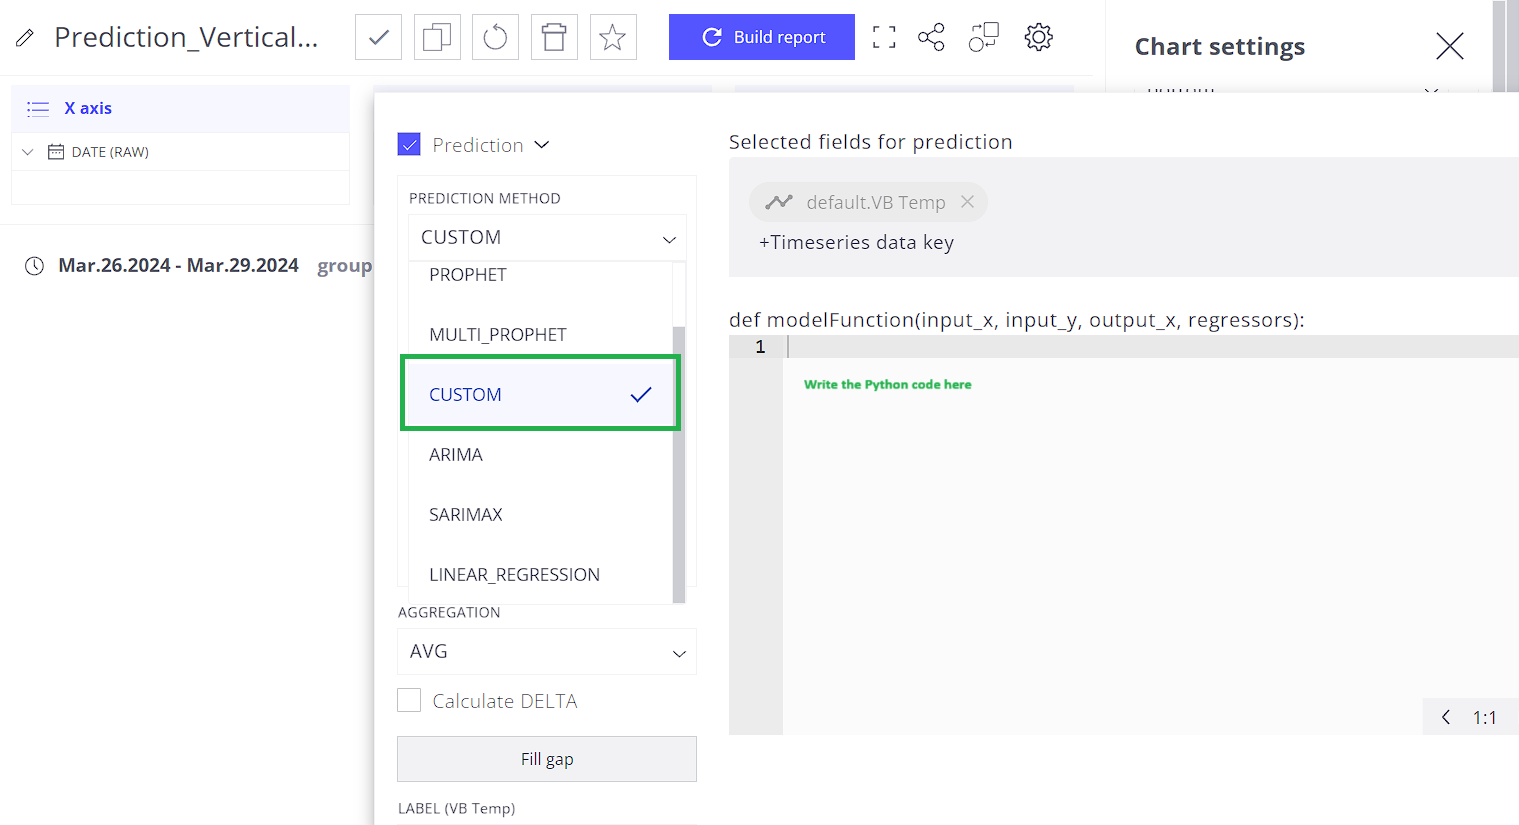 Prediction_Vertical...
Build report
Chart settings
X axis
DATE (RAW)
Mar.26.2024 - Mar.29.2024 group
Prediction
PREDICTION METHOD
CUSTOM
PROPHET
MULTI_PROPHET
CUSTOM
ARIMA
SARIMAX
LINEAR_REGRESSION
AGGREGATION
AVG
Calculate DELTA
Fill gap
LABEL (VB Temp)
Selected fields for prediction
default.VB Temp
+Timeseries data key
def modelFunction(input_x, input_y, output_x, regressors):
1
Write the Python code here
1:1